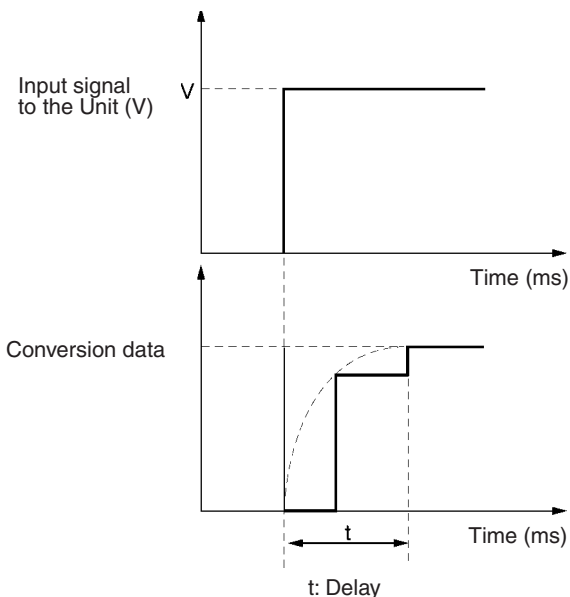 Input signal
to the Unit (V)
V
Time (ms)
Conversion data
t
Time (ms)
t: Delay